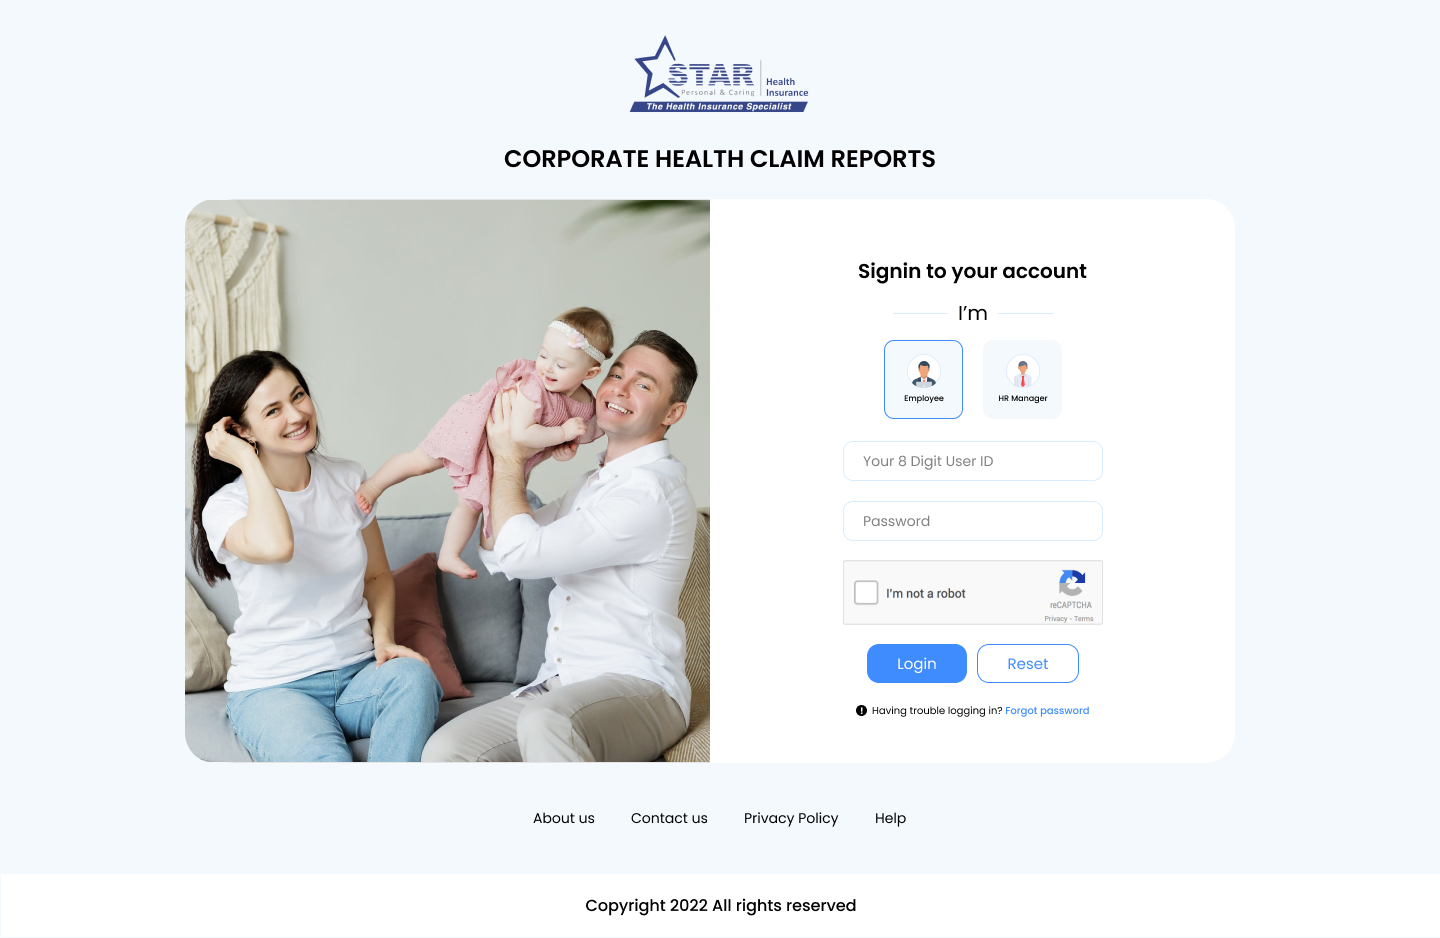 STAR
Personal & Caring
Health
Insurance
The Health Insurance Specialist
CORPORATE HEALTH CLAIM REPORTS
Signin to your account
I'm
Employee
HR Manager
Your 8 Digit User ID
Password
I'm not a robot
reCAPTCHA
Privacy - Terms
Login
Reset
Having trouble logging in? Forgot password
About us
Contact us
Privacy Policy
Help
Copyright 2022 All rights reserved